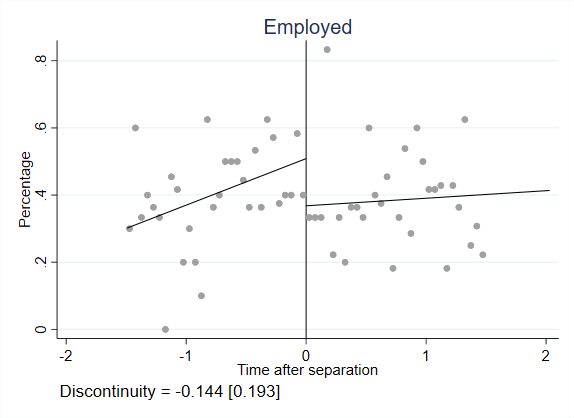 Employed
Percentage
.8
.6
.4
.2
0
-2 -1 0 1 2
Time after separation
Discontinuity = -0.144 [0.193]